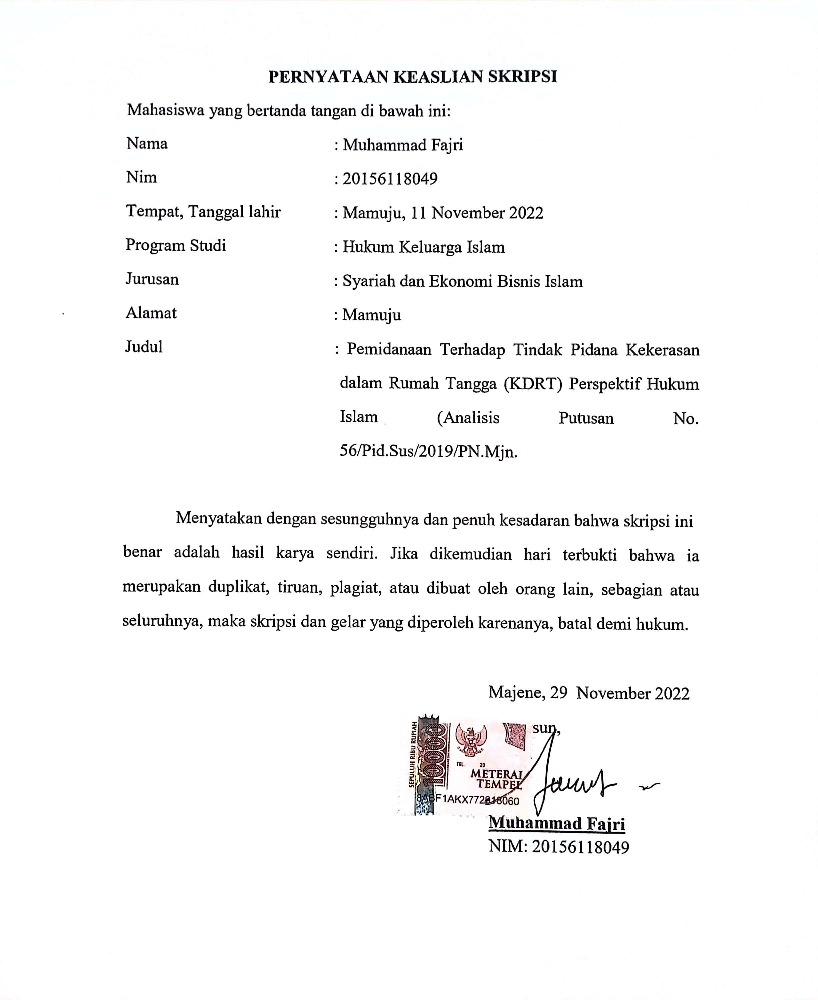 PERNYATAAN KEASLIAN SKRIPSI
Mahasiswa yang bertanda tangan di bawah ini:
Nama : Muhammad Fajri
Nim : 20156118049
Tempat, Tanggal lahir : Mamuju, 11 November 2022
Program Studi : Hukum Keluarga Islam
Jurusan : Syariah dan Ekonomi Bisnis Islam
Alamat : Mamuju
Judul : Pemidanaan Terhadap Tindak Pidana Kekerasan
dalam Rumah Tangga (KDRT) Perspektif Hukum
Islam (Analisis Putusan No.
56/Pid.Sus/2019/PN.Mjn.
Menyatakan dengan sesungguhnya dan penuh kesadaran bahwa skripsi ini
benar adalah hasil karya sendiri. Jika dikemudian hari terbukti bahwa ia
merupakan duplikat, tiruan, plagiat, atau dibuat oleh orang lain, sebagian atau
seluruhnya, maka skripsi dan gelar yang diperoleh karenanya, batal demi hukum.
Majene, 29 November 2022
sun,
SEPULUH RIBU RUPIAH
10000
TGL. 20
METERAI
TEMPEL
Muhammad Fajri
NIM: 20156118049